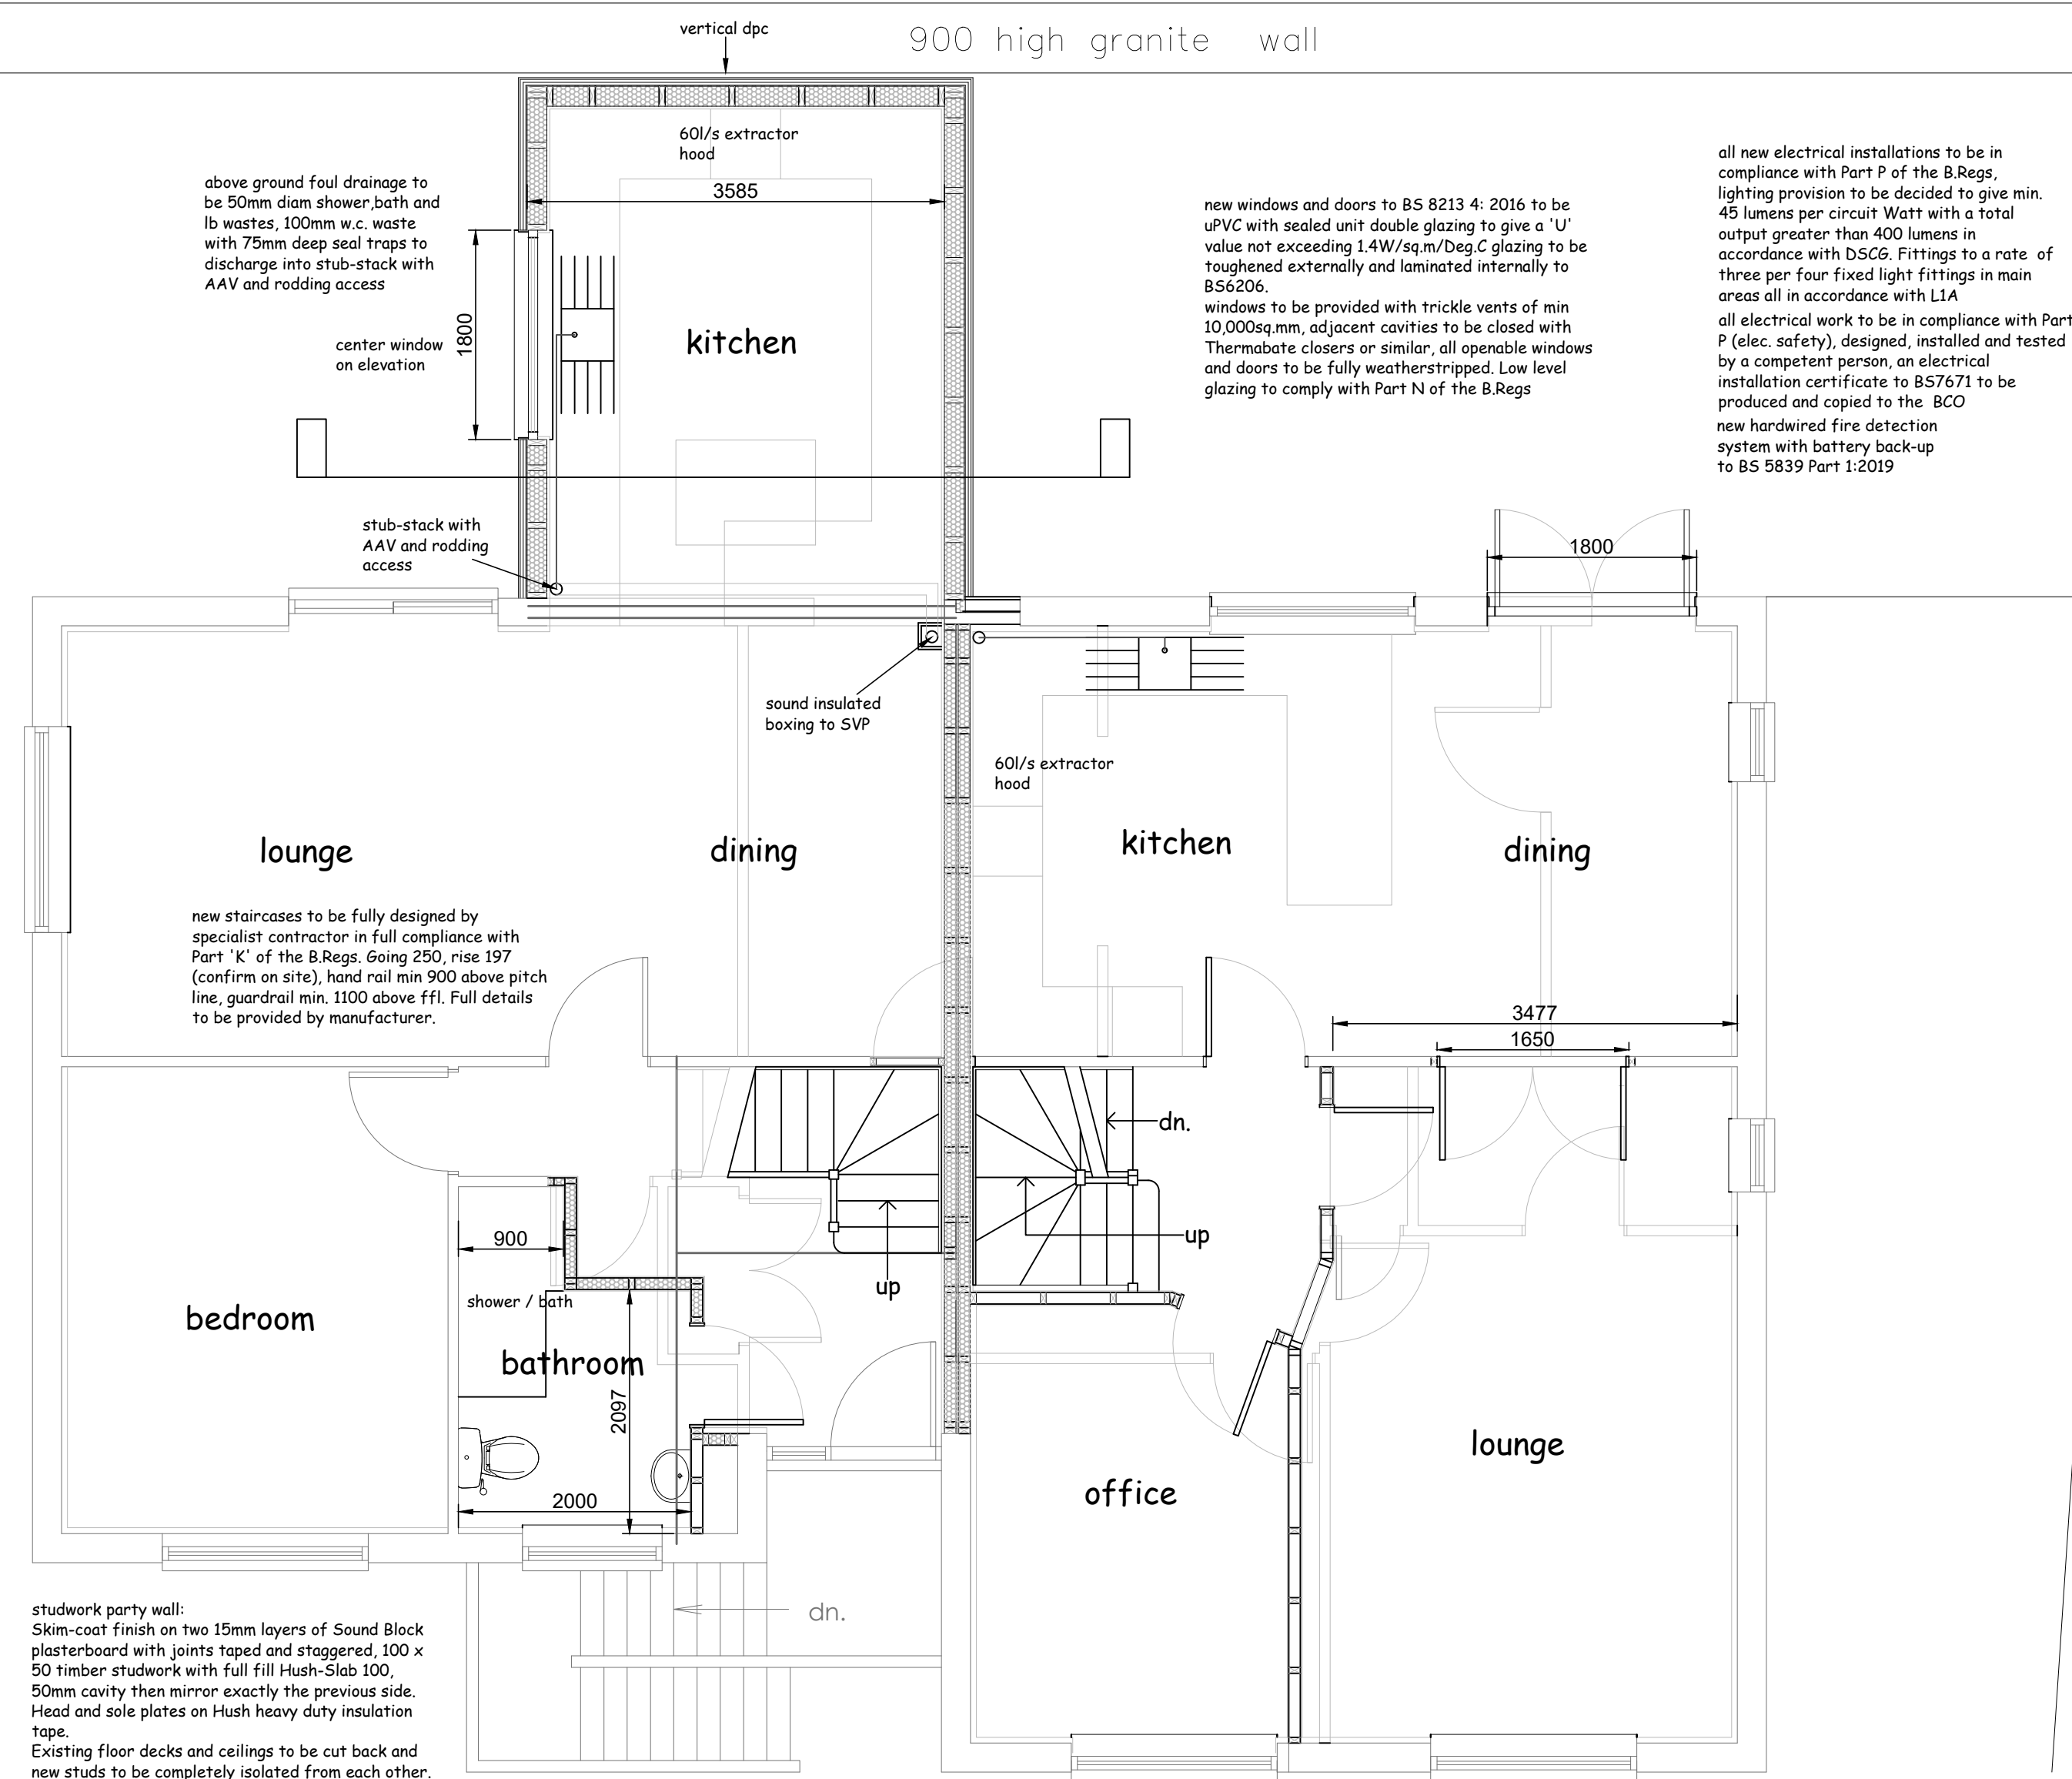 vertical dpc
900 high granite wall
60l/s extractor
hood
3585
above ground foul drainage to
be 50mm diam shower,bath and
lb wastes, 100mm w.c. waste
with 75mm deep seal traps to
discharge into stub-stack with
AAV and rodding access
center window
on elevation
1800
kitchen
new windows and doors to BS 8213 4: 2016 to be
uPVC with sealed unit double glazing to give a 'U'
value not exceeding 1.4W/sq.m/Deg.C glazing to be
toughened externally and laminated internally to
BS6206.
windows to be provided with trickle vents of min
10,000sq.mm, adjacent cavities to be closed with
Thermabate closers or similar, all openable windows
and doors to be fully weatherstripped. Low level
glazing to comply with Part N of the B.Regs
all new electrical installations to be in
compliance with Part P of the B.Regs,
lighting provision to be decided to give min.
45 lumens per circuit Watt with a total
output greater than 400 lumens in
accordance with DSCG. Fittings to a rate of
three per four fixed light fittings in main
areas all in accordance with L1A
all electrical work to be in compliance with Part
P (elec. safety), designed, installed and tested
by a competent person, an electrical
installation certificate to BS7671 to be
produced and copied to the BCO
new hardwired fire detection
system with battery back-up
to BS 5839 Part 1:2019
stub-stack with
AAV and rodding
access
1800
sound insulated
boxing to SVP
60l/s extractor
hood
lounge
dining
kitchen
dining
new staircases to be fully designed by
specialist contractor in full compliance with
Part 'K' of the B.Regs. Going 250, rise 197
(confirm on site), hand rail min 900 above pitch
line, guardrail min. 1100 above ffl. Full details
to be provided by manufacturer.
3477
1650
dn.
up
900
up
shower / bath
bedroom
bathroom
2097
2000
office
lounge
dn.
studwork party wall:
Skim-coat finish on two 15mm layers of Sound Block
plasterboard with joints taped and staggered, 100 x
50 timber studwork with full fill Hush-Slab 100,
50mm cavity then mirror exactly the previous side.
Head and sole plates on Hush heavy duty insulation
tape.
Existing floor decks and ceilings to be cut back and
new studs to be completely isolated from each other.